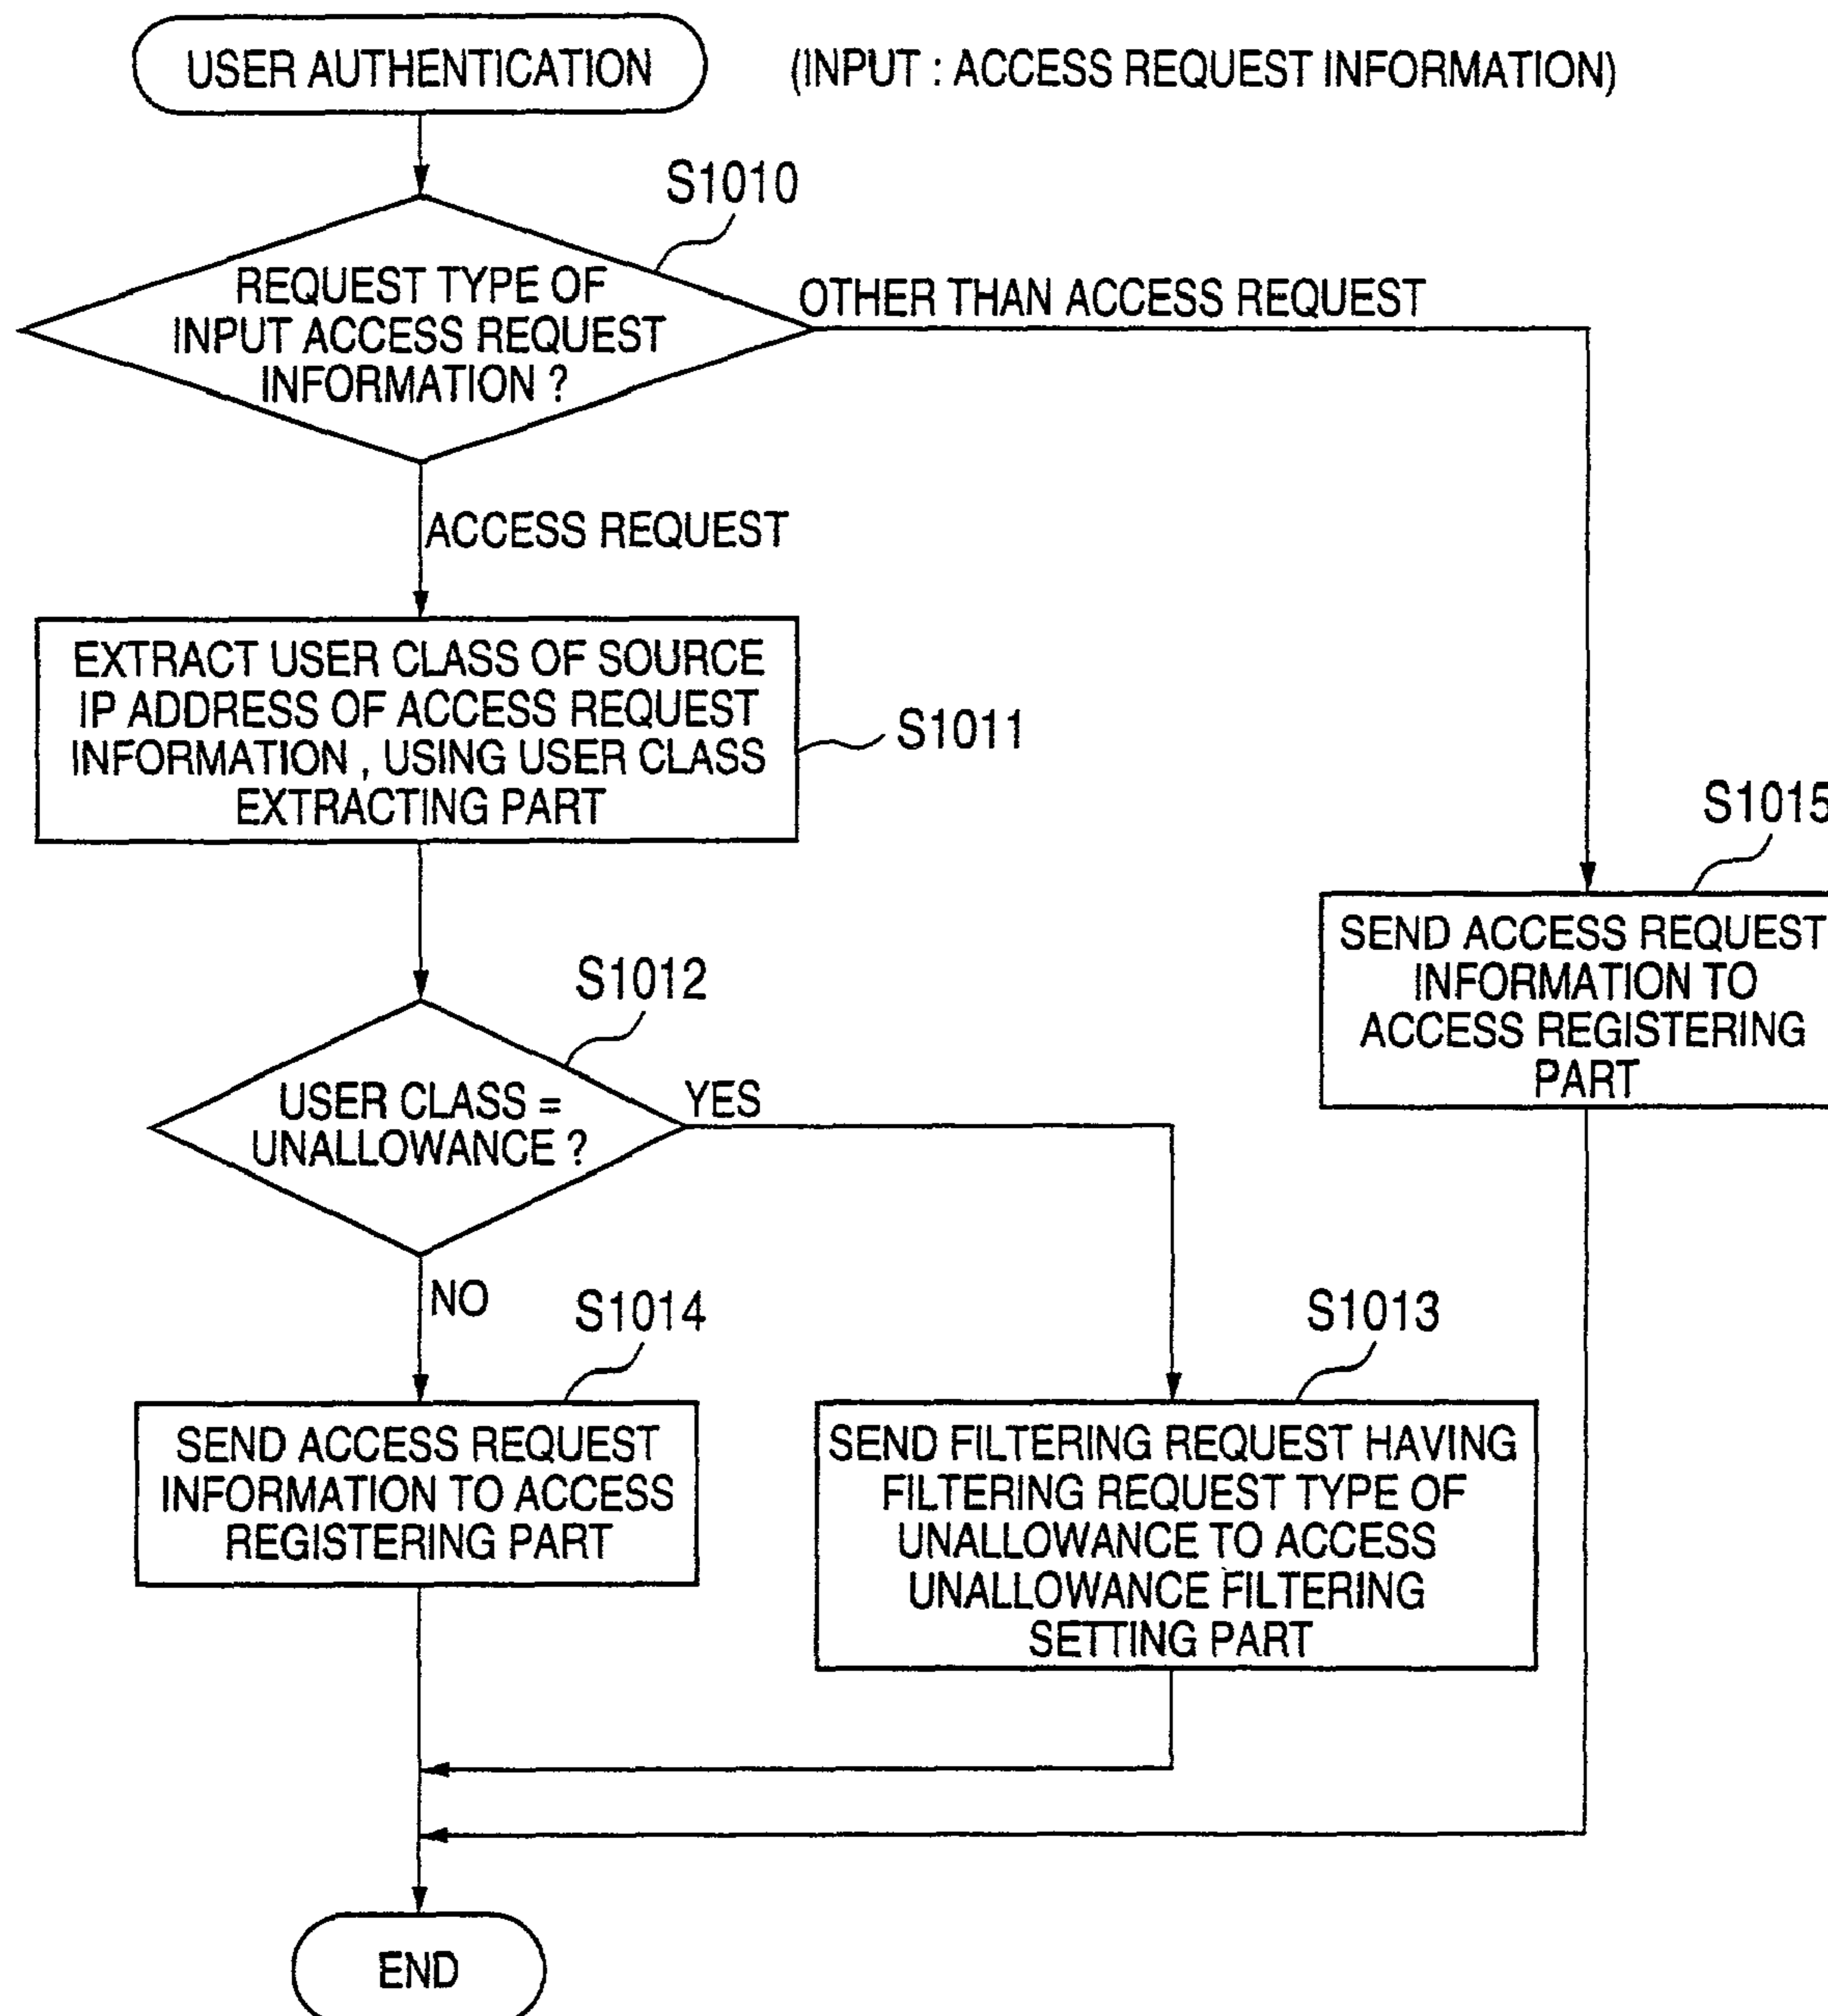 USER AUTHENTICATION
(INPUT : ACCESS REQUEST INFORMATION)
S1010
REQUEST TYPE OF
INPUT ACCESS REQUEST
INFORMATION ?
OTHER THAN ACCESS REQUEST
ACCESS REQUEST
EXTRACT USER CLASS OF SOURCE
IP ADDRESS OF ACCESS REQUEST
INFORMATION , USING USER CLASS
EXTRACTING PART
S1011
S1015
SEND ACCESS REQUEST
INFORMATION TO
ACCESS REGISTERING
PART
S1012
USER CLASS =
UNALLOWANCE ?
YES
NO
S1014
SEND ACCESS REQUEST
INFORMATION TO ACCESS
REGISTERING PART
S1013
SEND FILTERING REQUEST HAVING
FILTERING REQUEST TYPE OF
UNALLOWANCE TO ACCESS
UNALLOWANCE FILTERING
SETTING PART
END